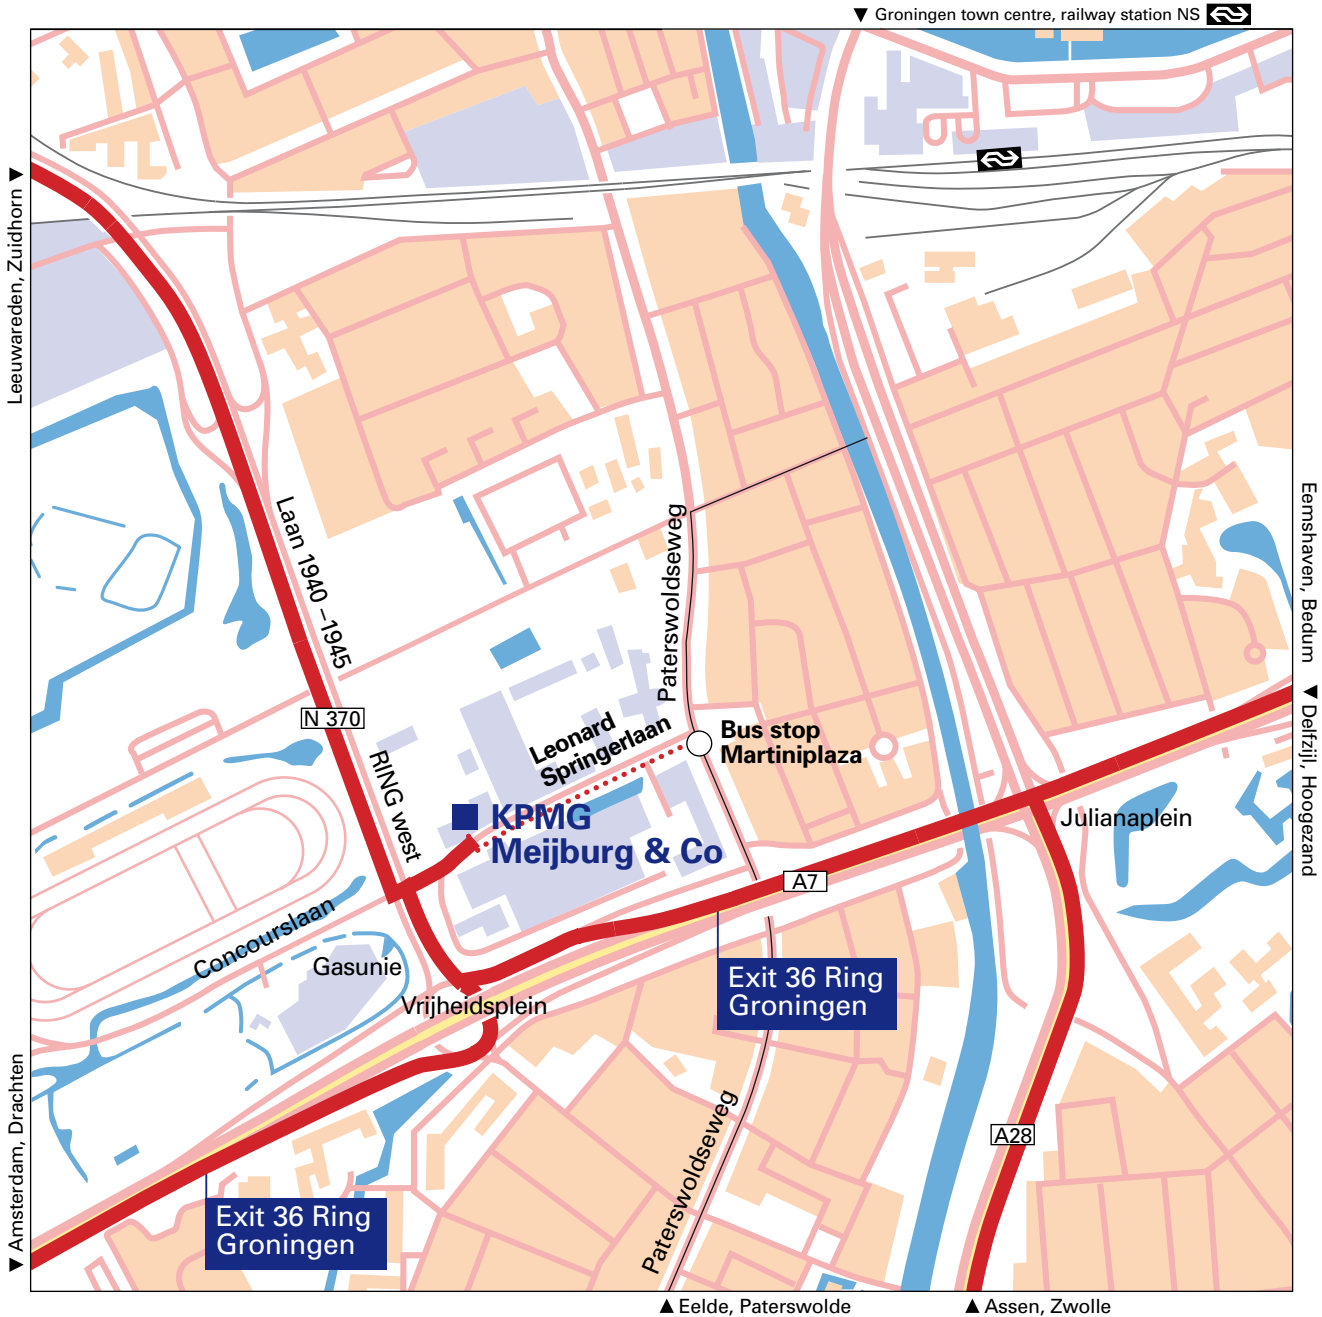 ▼ Groningen town centre, railway station NS
Leeuwareden, Zuidhorn ▼
Laan 1940 – 1945
Paterswoldseweg
Eemshaven, Bedum ▼ Delfzijl, Hoogezand
N 370
RING west
Leonard
Springerlaan
Bus stop
Martiniplaza
KPMG
Meijburg & Co
Julianaplein
A7
Concourslaan
Gasunie
Vrijheidsplein
Exit 36 Ring
Groningen
▼ Amsterdam, Drachten
Paterswoldseweg
A28
Exit 36 Ring
Groningen
▲ Eelde, Paterswolde
▲ Assen, Zwolle